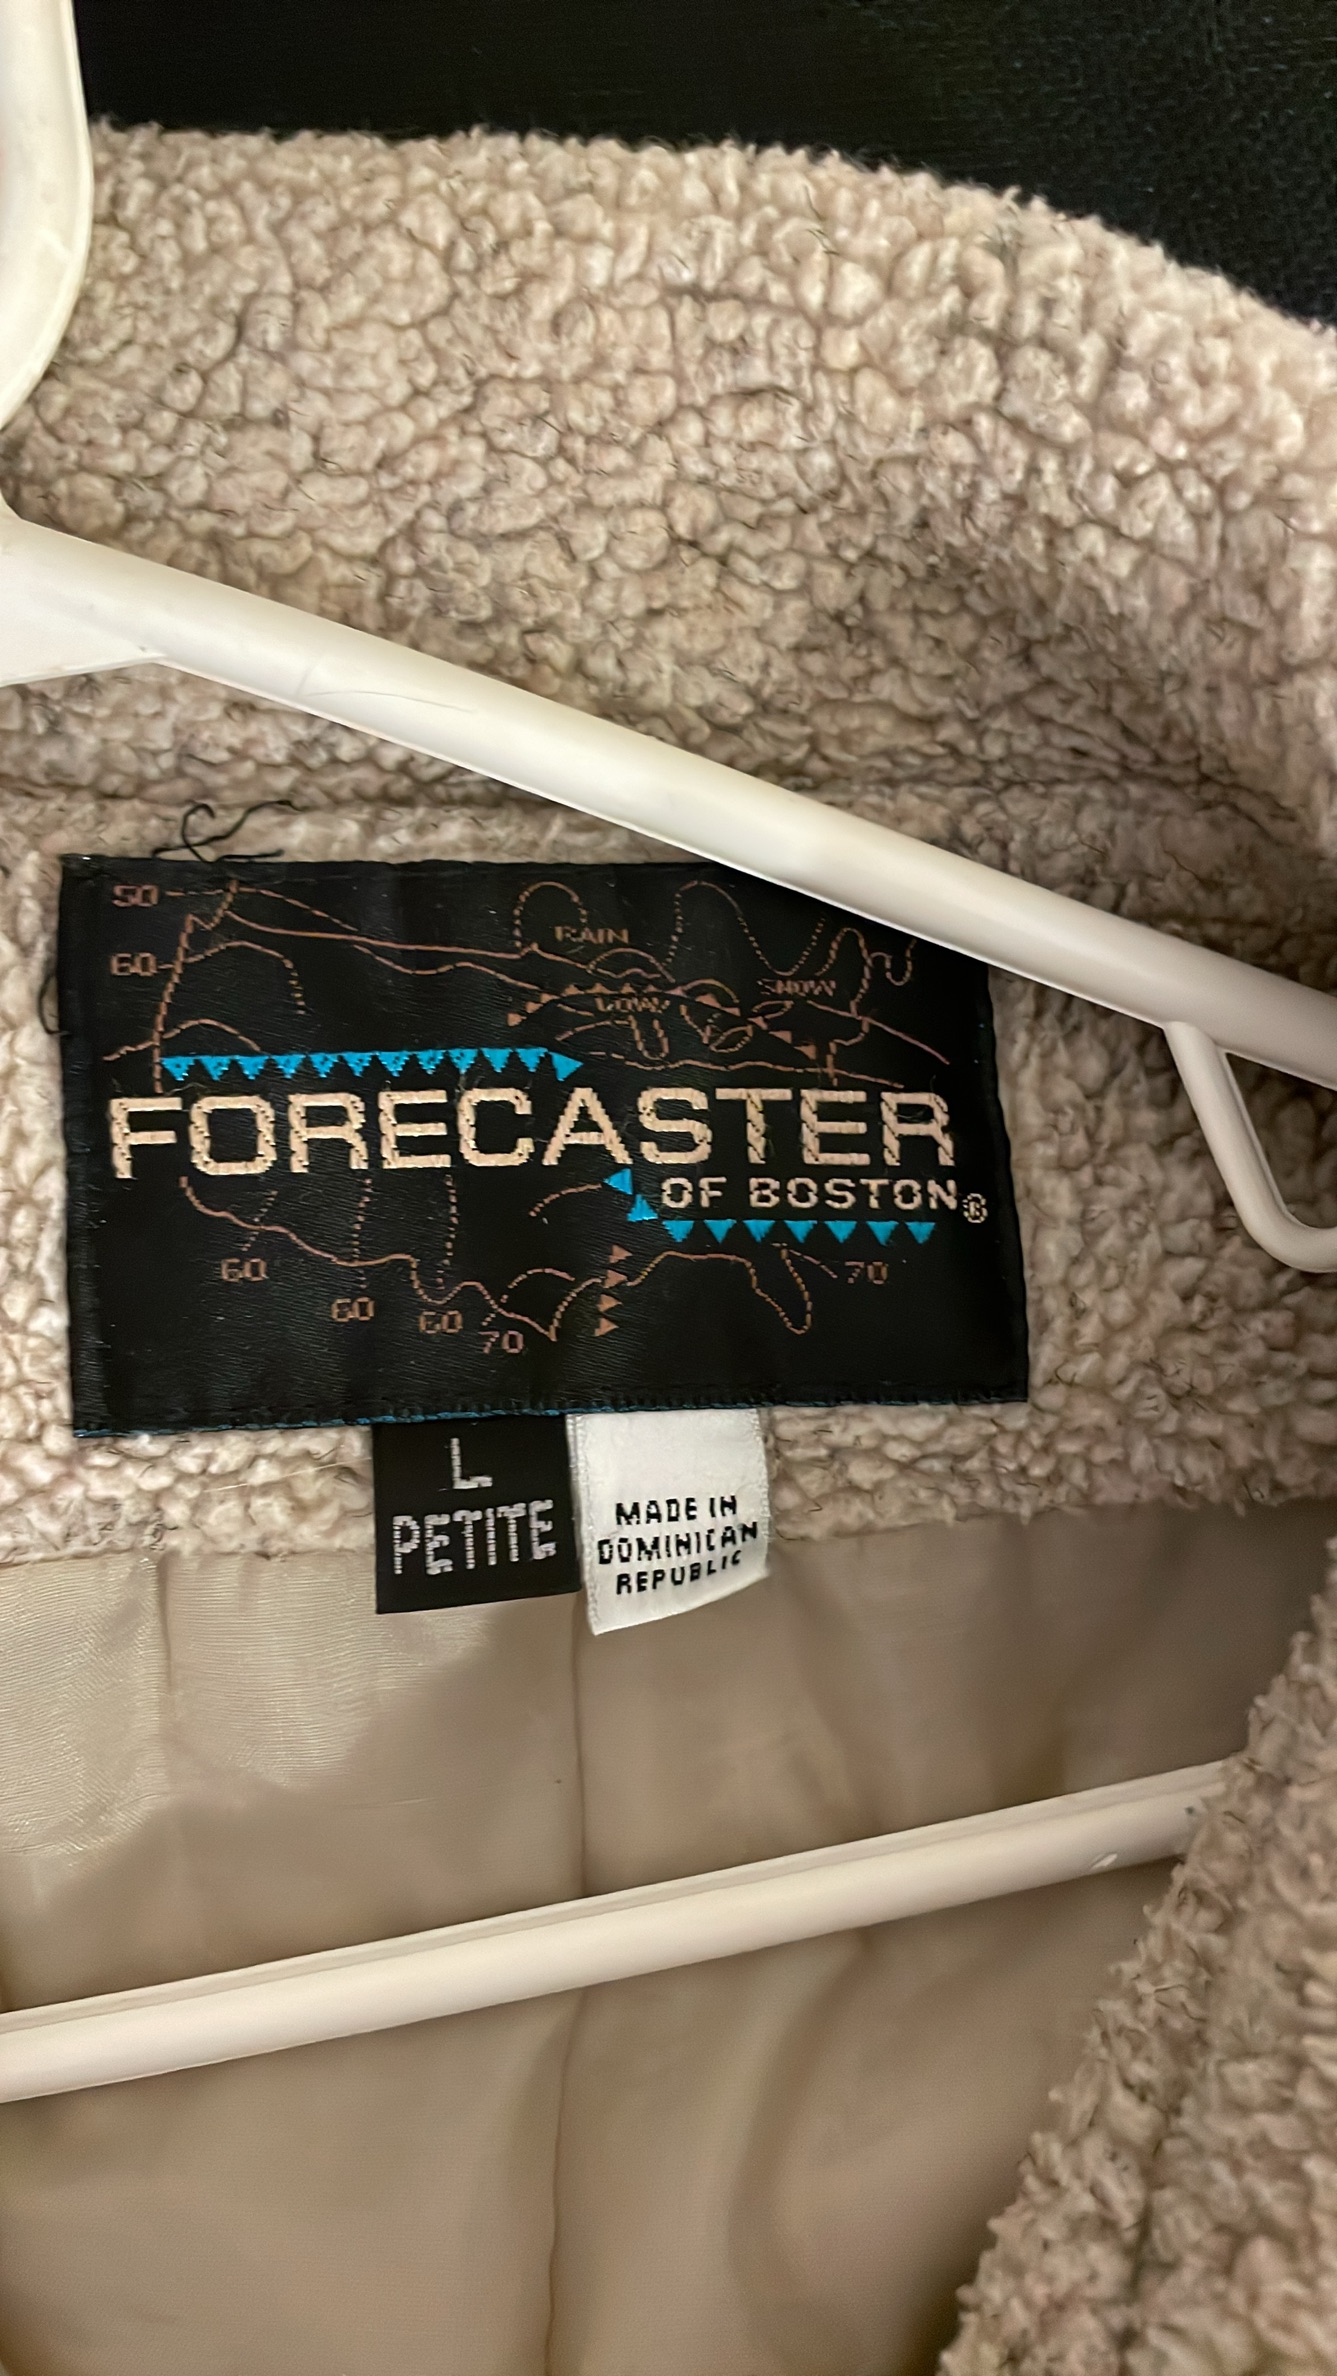 50
RAIN
60
SNOW
LOW
FORECASTER
OF BOSTON®
60
70
60
60
70
L
PETITE
MADE IN
DOMINICAN
REPUBLIC